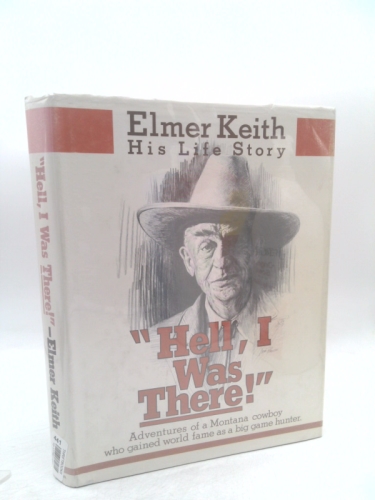 Elmer Keith
His Life Story
"Hell, I
Was
There!"
Adventures of a Montana cowboy
who gained world fame as a big game hunter.
"Hell, I Was There!" – Elmer Keith